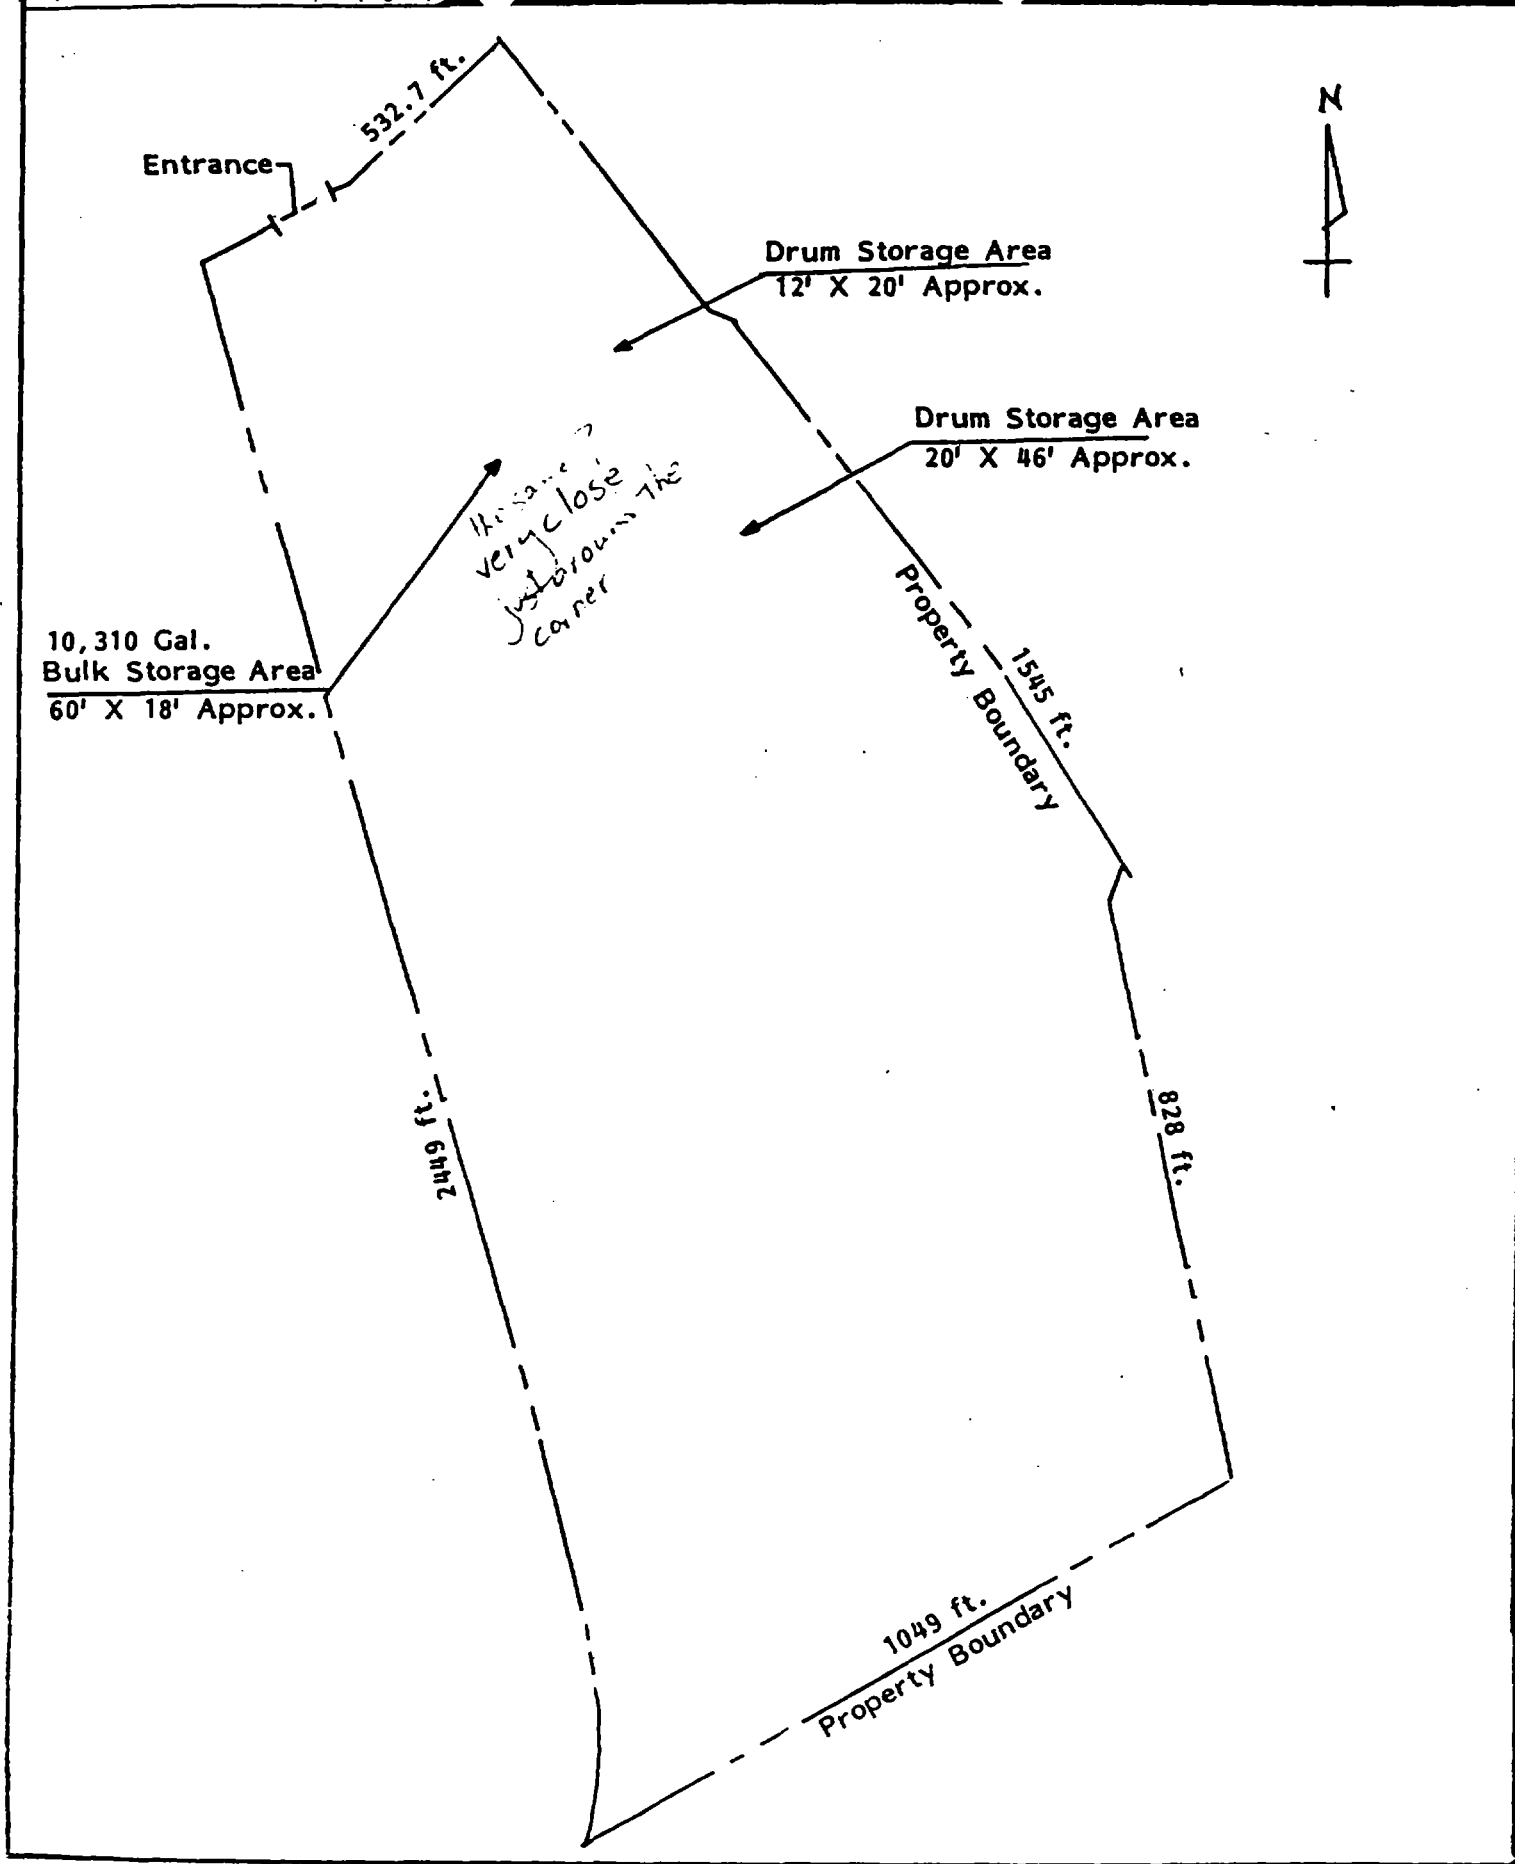 532.7 ft.
N
Entrance
Drum Storage Area
12' X 20' Approx.
Drum Storage Area
20' X 46' Approx.
very close
just around the
corner
10,310 Gal.
Bulk Storage Area
60' X 18' Approx.
Property Boundary
1545 ft.
2449 ft.
828 ft.
1049 ft.
Property Boundary